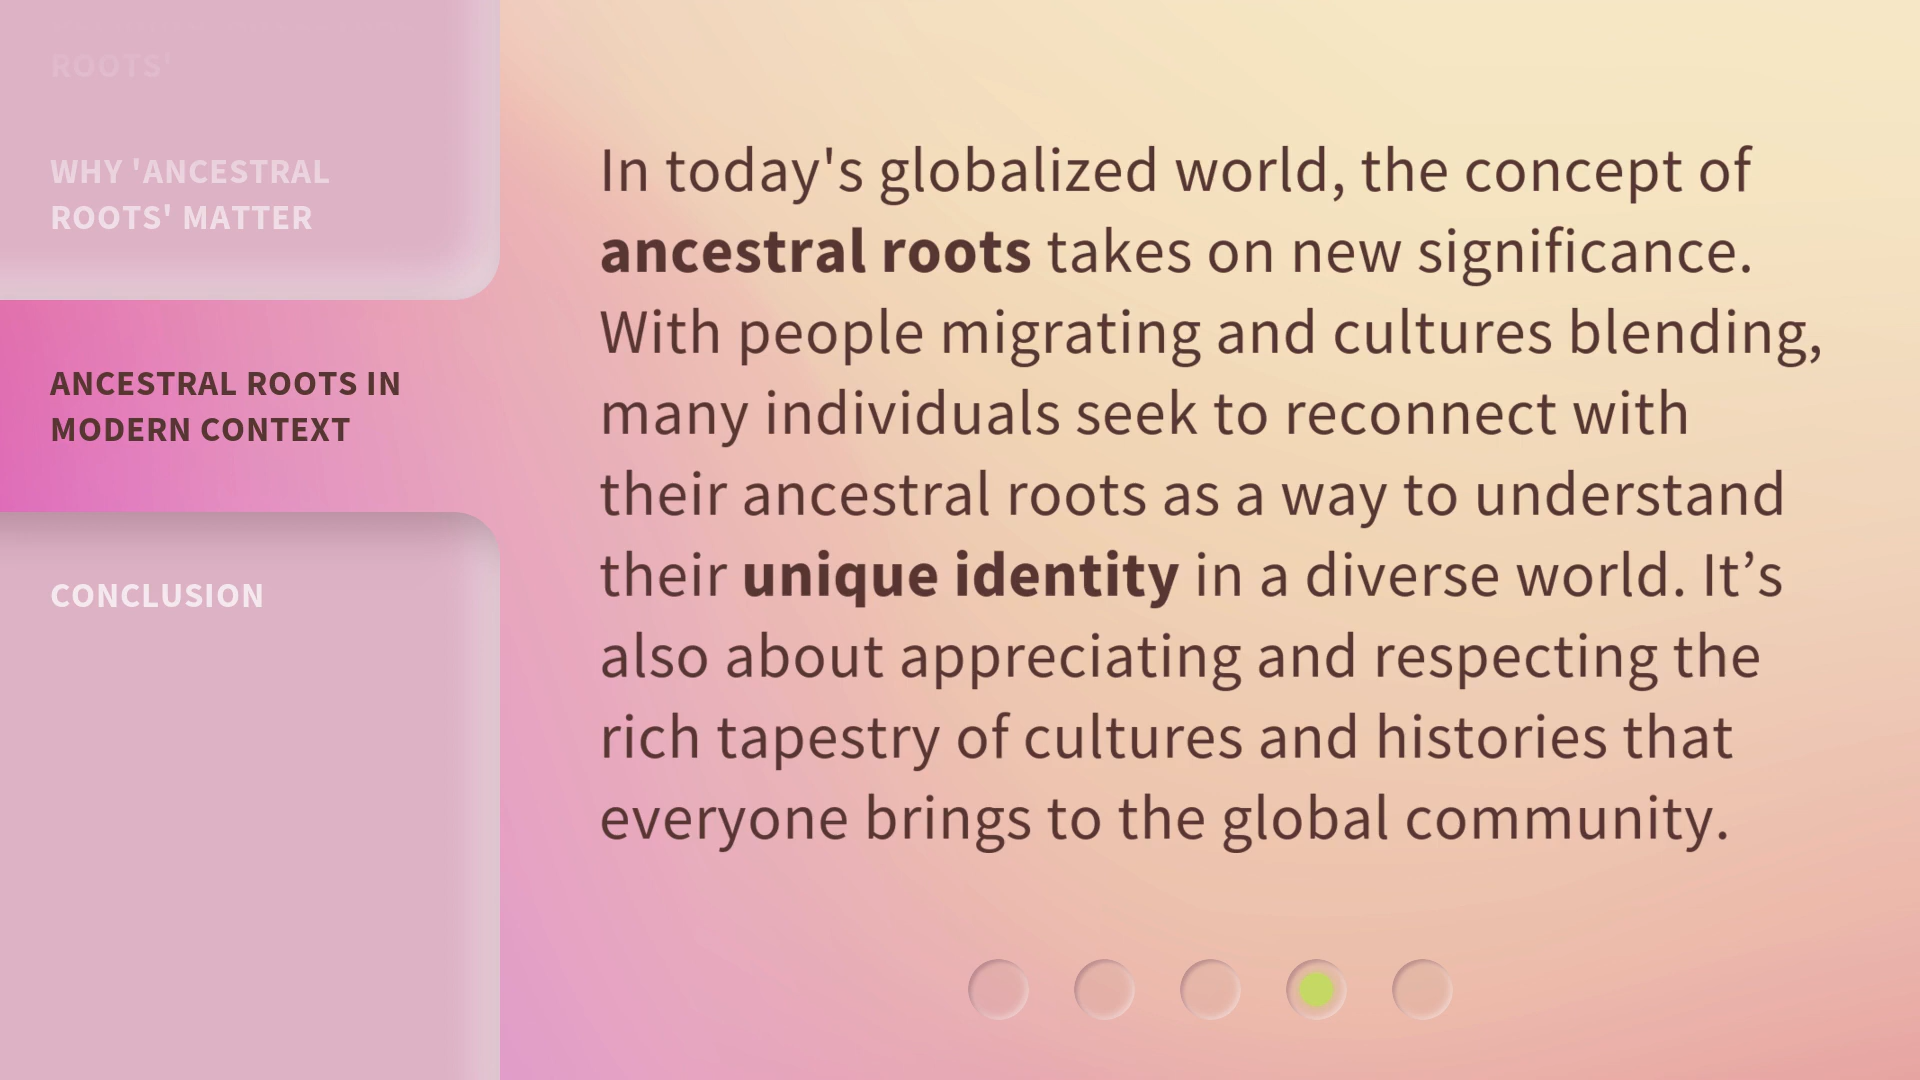 ROOTS'
WHY 'ANCESTRAL
ROOTS' MATTER
ANCESTRAL ROOTS IN
MODERN CONTEXT
CONCLUSION
In today's globalized world, the concept of
ancestral roots takes on new significance.
With people migrating and cultures blending,
many individuals seek to reconnect with
their ancestral roots as a way to understand
their unique identity in a diverse world. It’s
also about appreciating and respecting the
rich tapestry of cultures and histories that
everyone brings to the global community.